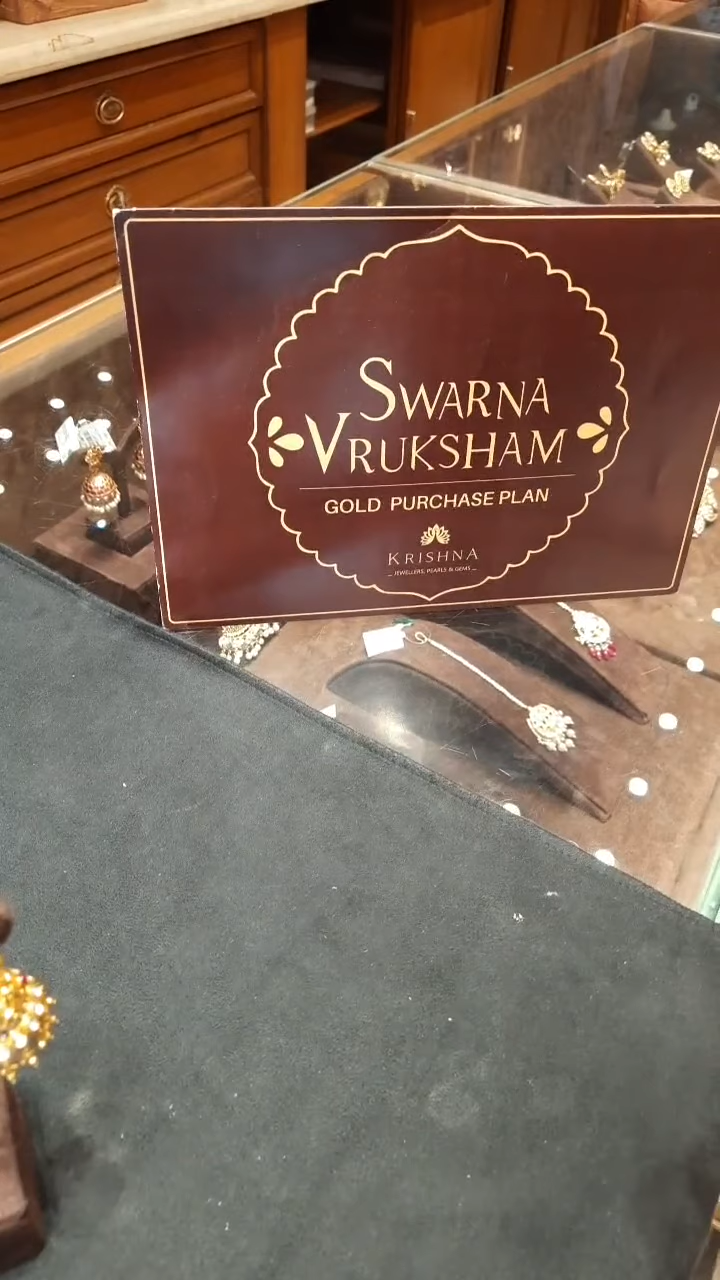 SWARNA
VRUKSHAM
GOLD PURCHASE PLAN
KRISHNA
JEWELLERS, PEARLS & GEMS